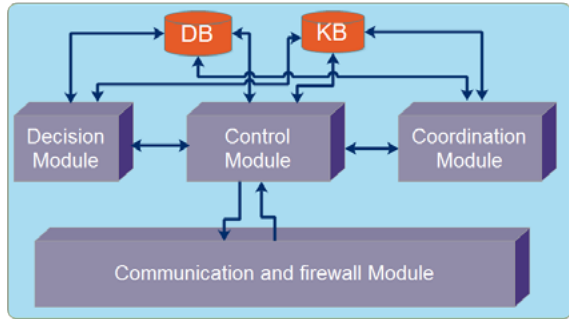 DB
KB
Decision
Module
Control
Module
Coordination
Module
Communication and firewall Module